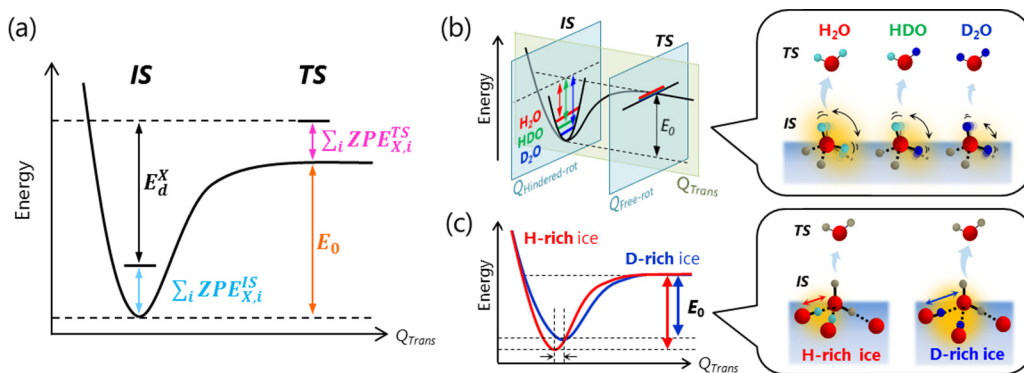 (a)
IS
TS
Energy
E_d^X
∑_i ZPE_{X,i}^{TS}
∑_i ZPE_{X,i}^{IS}
E_0
Q_Trans
(b)
IS
TS
Energy
H₂O
HDO
D₂O
E_0
Q_Hindered-rot
Q_Free-rot
Q_Trans
H₂O
HDO
D₂O
TS
IS
(c)
H-rich ice
D-rich ice
Energy
E_0
Q_Trans
TS
IS
H-rich ice
D-rich ice